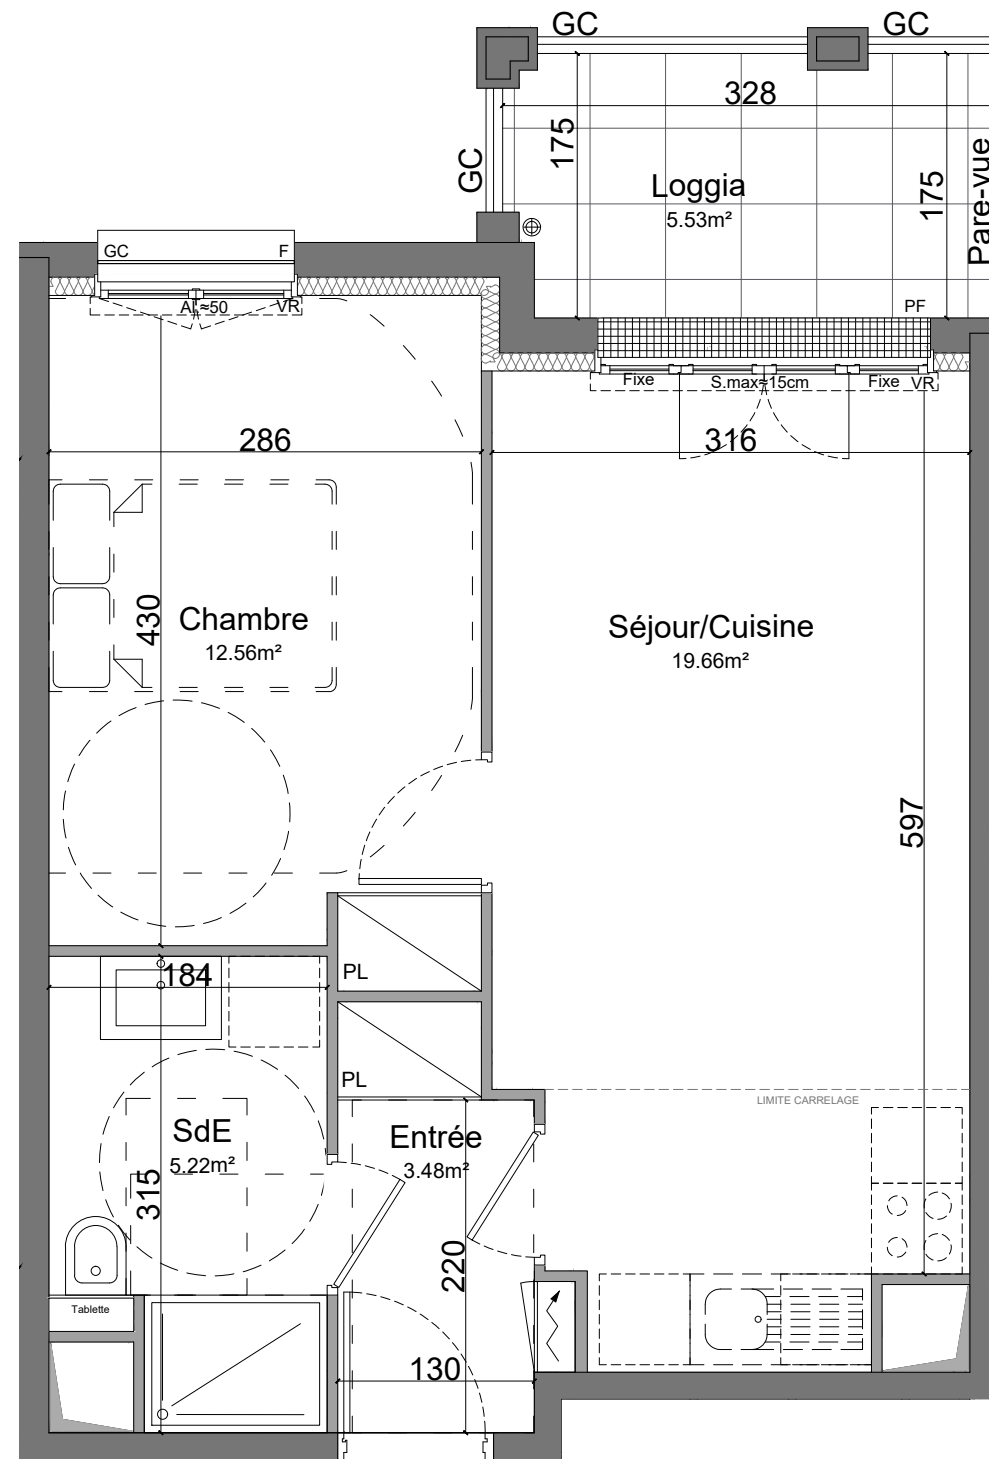 GC
GC
328
175
GC
Loggia
5.53m²
175
Pare-vue
GC
F
Al.≈50
VR
PF
Fixe
S.max≈15cm
Fixe
VR
286
316
430
Chambre
12.56m²
Séjour/Cuisine
19.66m²
597
PL
184
PL
LIMITE CARRELAGE
SdE
5.22m²
Entrée
3.48m²
315
220
Tablette
130